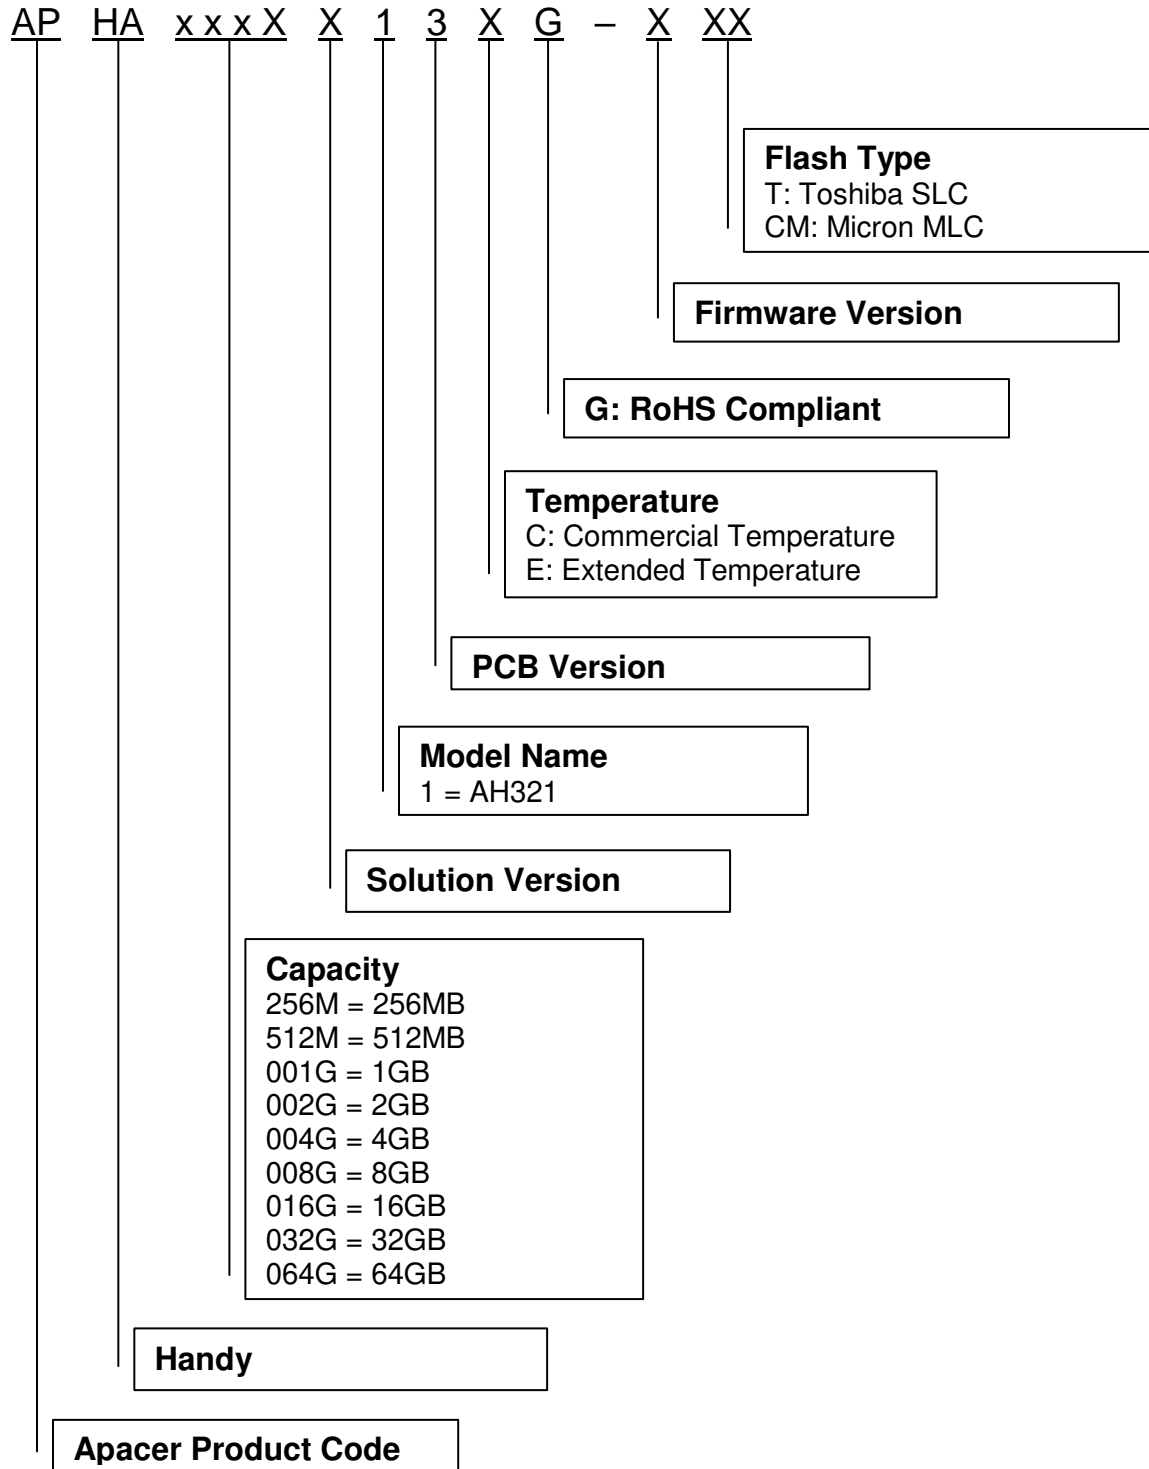 AP HA x x x X X 1 3 X G – X XX
Flash Type
T: Toshiba SLC
CM: Micron MLC
Firmware Version
G: RoHS Compliant
Temperature
C: Commercial Temperature
E: Extended Temperature
PCB Version
Model Name
1 = AH321
Solution Version
Capacity
256M = 256MB
512M = 512MB
001G = 1GB
002G = 2GB
004G = 4GB
008G = 8GB
016G = 16GB
032G = 32GB
064G = 64GB
Handy
Apacer Product Code